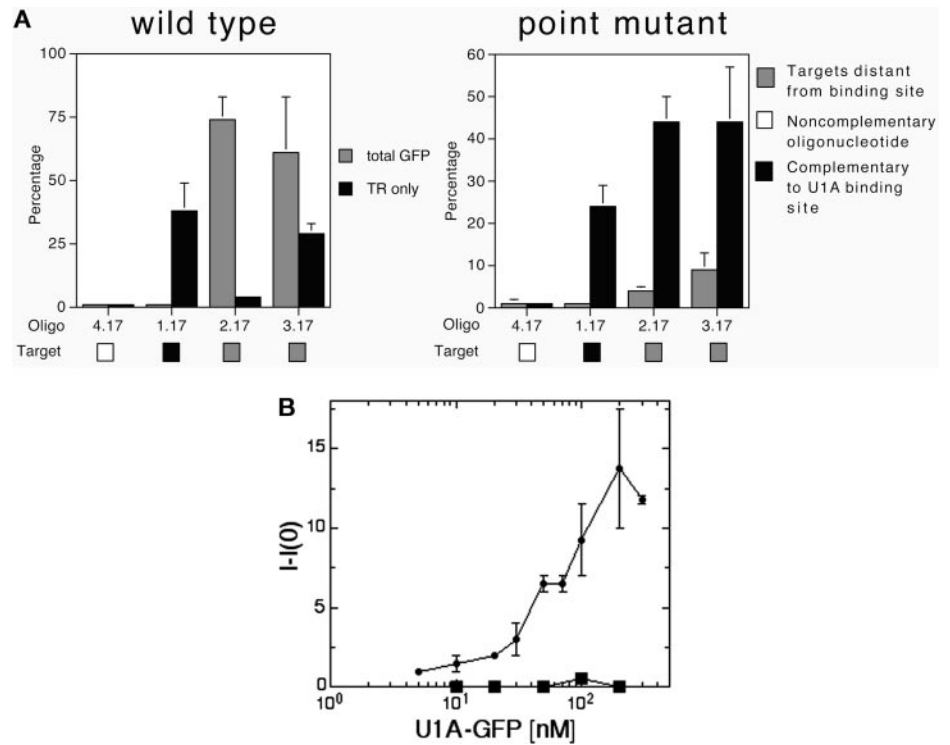 A
wild type
point mutant
100
75
50
25
0
Percentage
total GFP
TR only
Oligo
4.17 1.17 2.17 3.17
Target
60
50
40
30
20
10
0
Percentage
4.17 1.17 2.17 3.17
Targets distant
from binding site
Noncomplementary
oligonucleotide
Complementary
to U1A binding
site
B
15
10
5
0
I-I(0)
10⁰ 10¹ 10²
U1A-GFP [nM]